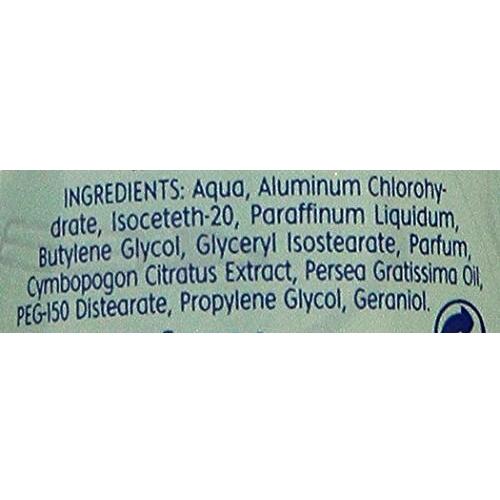 INGREDIENTS: Aqua, Aluminum Chlorohy-
drate, Isoceteth-20, Paraffinum Liquidum,
Butylene Glycol, Glyceryl Isostearate, Parfum,
Cymbopogon Citratus Extract, Persea Gratissima Oil,
PEG-150 Distearate, Propylene Glycol, Geraniol.